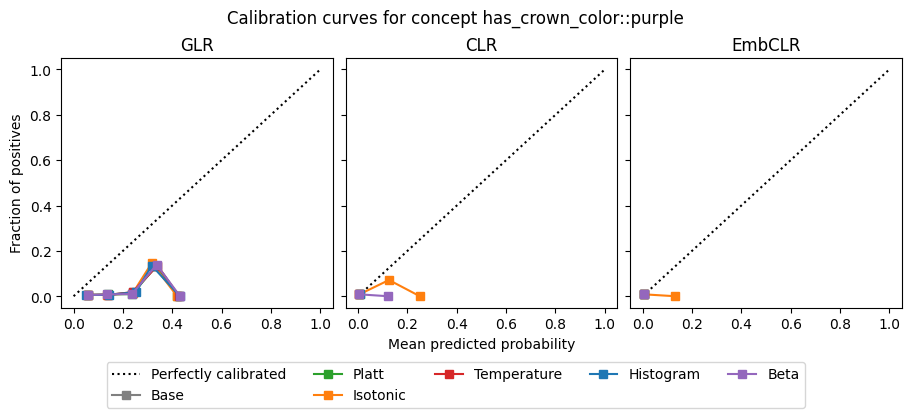 Calibration curves for concept has_crown_color::purple
GLR
CLR
EmbCLR
Fraction of positives
1.0
0.8
0.6
0.4
0.2
0.0
0.0 0.2 0.4 0.6 0.8 1.0
0.0 0.2 0.4 0.6 0.8 1.0
0.0 0.2 0.4 0.6 0.8 1.0
Mean predicted probability
Perfectly calibrated
Base
Platt
Isotonic
Temperature
Histogram
Beta